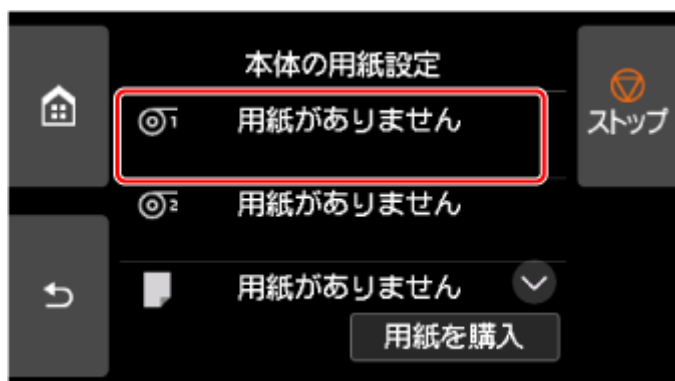 本体の用紙設定
1 用紙がありません
ストップ
2 用紙がありません
用紙がありません
用紙を購入